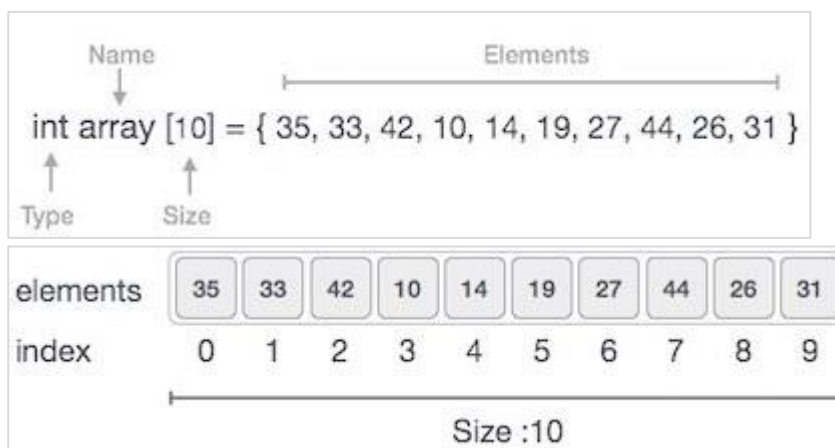 Name Elements
int array [10] = { 35, 33, 42, 10, 14, 19, 27, 44, 26, 31 }
Type Size
elements 35 33 42 10 14 19 27 44 26 31
index 0 1 2 3 4 5 6 7 8 9
Size :10